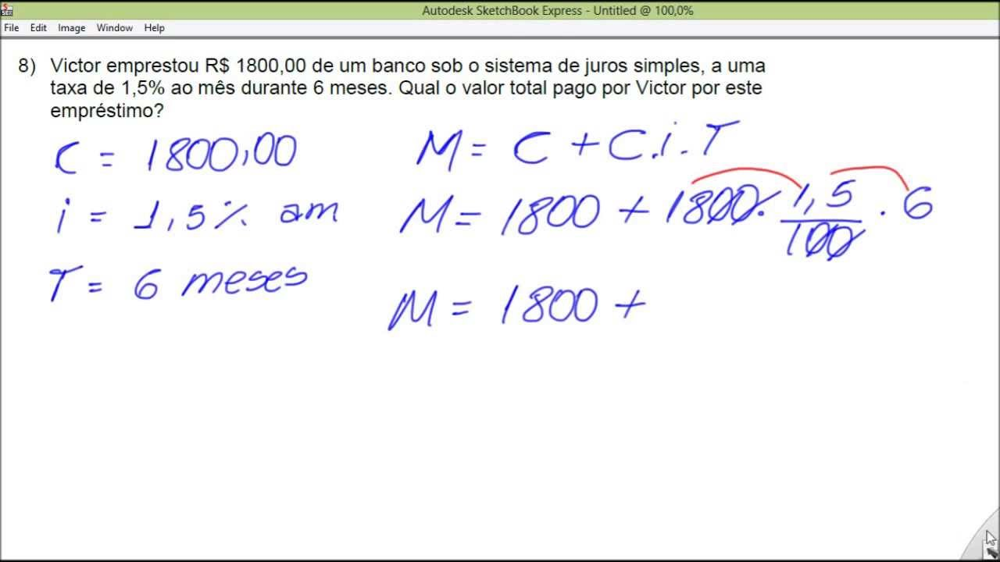 Autodesk SketchBook Express - Untitled @ 100,0%
File Edit Image Window Help
8) Victor emprestou R$ 1800,00 de um banco sob o sistema de juros simples, a uma
taxa de 1,5% ao mês durante 6 meses. Qual o valor total pago por Victor por este
empréstimo?
C = 1800,00
i = 1,5% am
T = 6 meses
M = C + C.i.T
M = 1800 + 1800.1,5/100 . 6
M = 1800 +